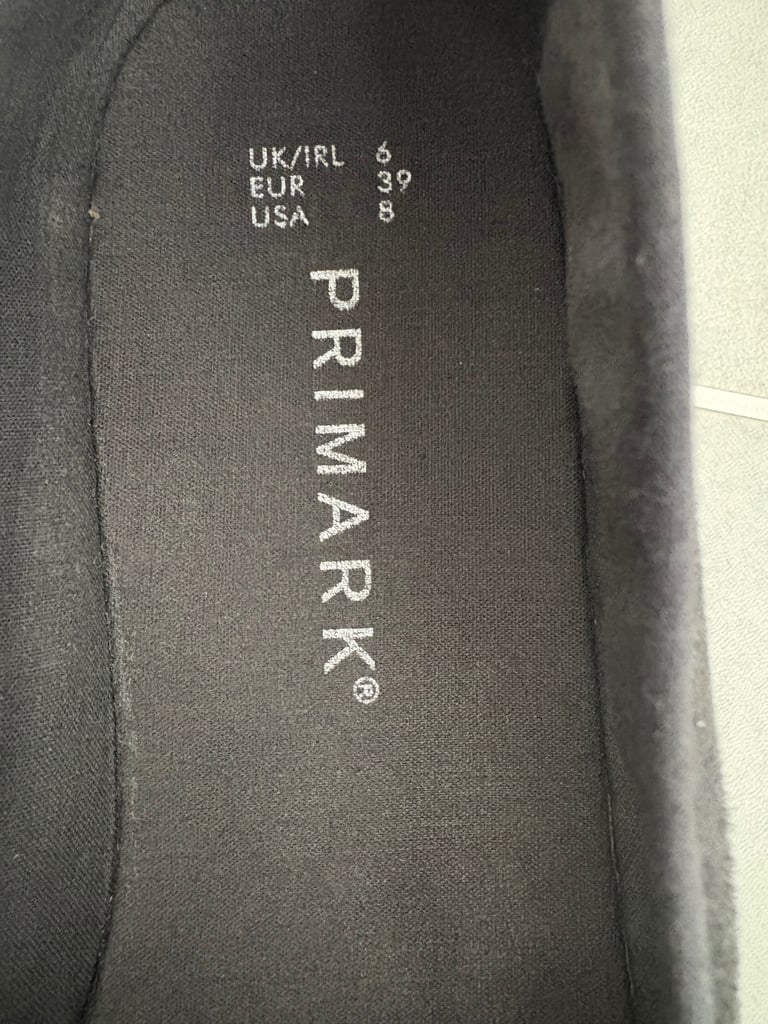 UK/IRL 6
EUR 39
USA 8
PRIMARK®